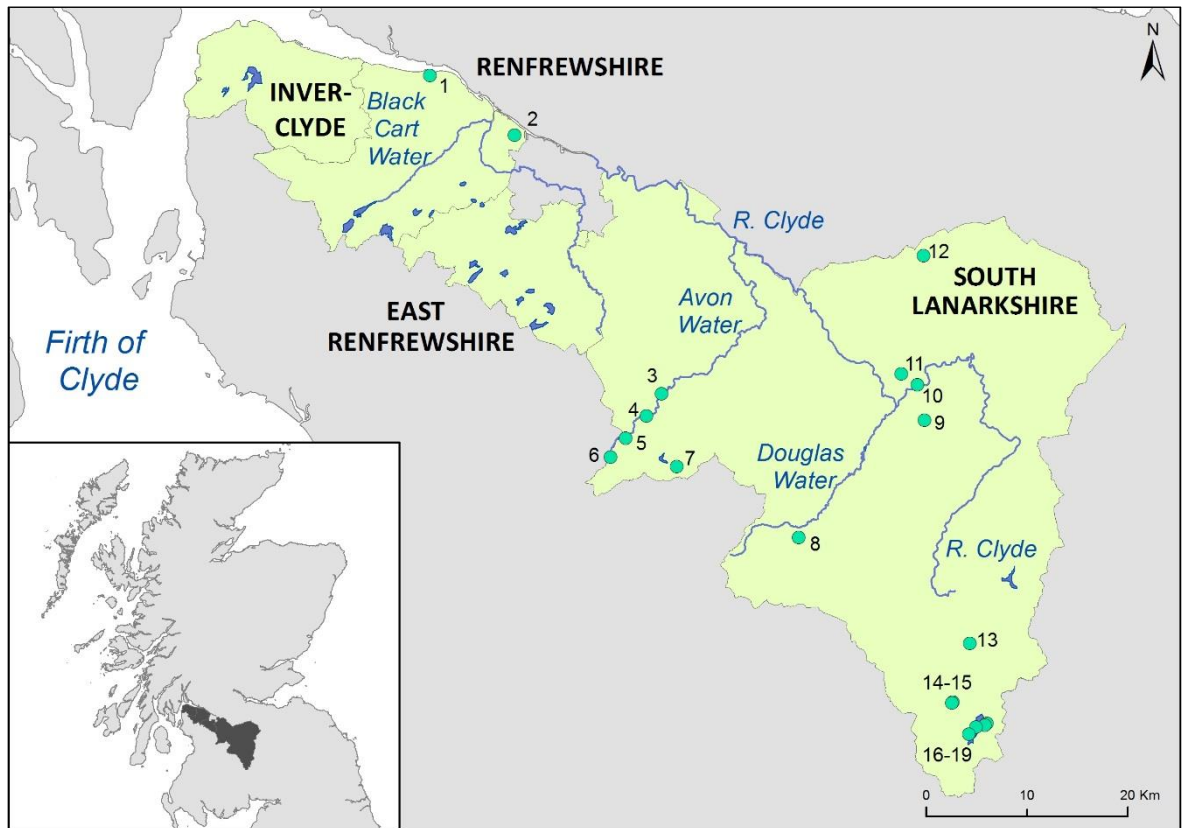 N
RENFREWSHIRE
1
INVER-
CLYDE
Black
Cart
Water
2
R. Clyde
12
SOUTH
LANARKSHIRE
Avon
Water
EAST
RENFREWSHIRE
Firth of
Clyde
11
10
3
4
9
5
6
7
Douglas
Water
8
R. Clyde
13
14-15
16-19
0 10 20 Km